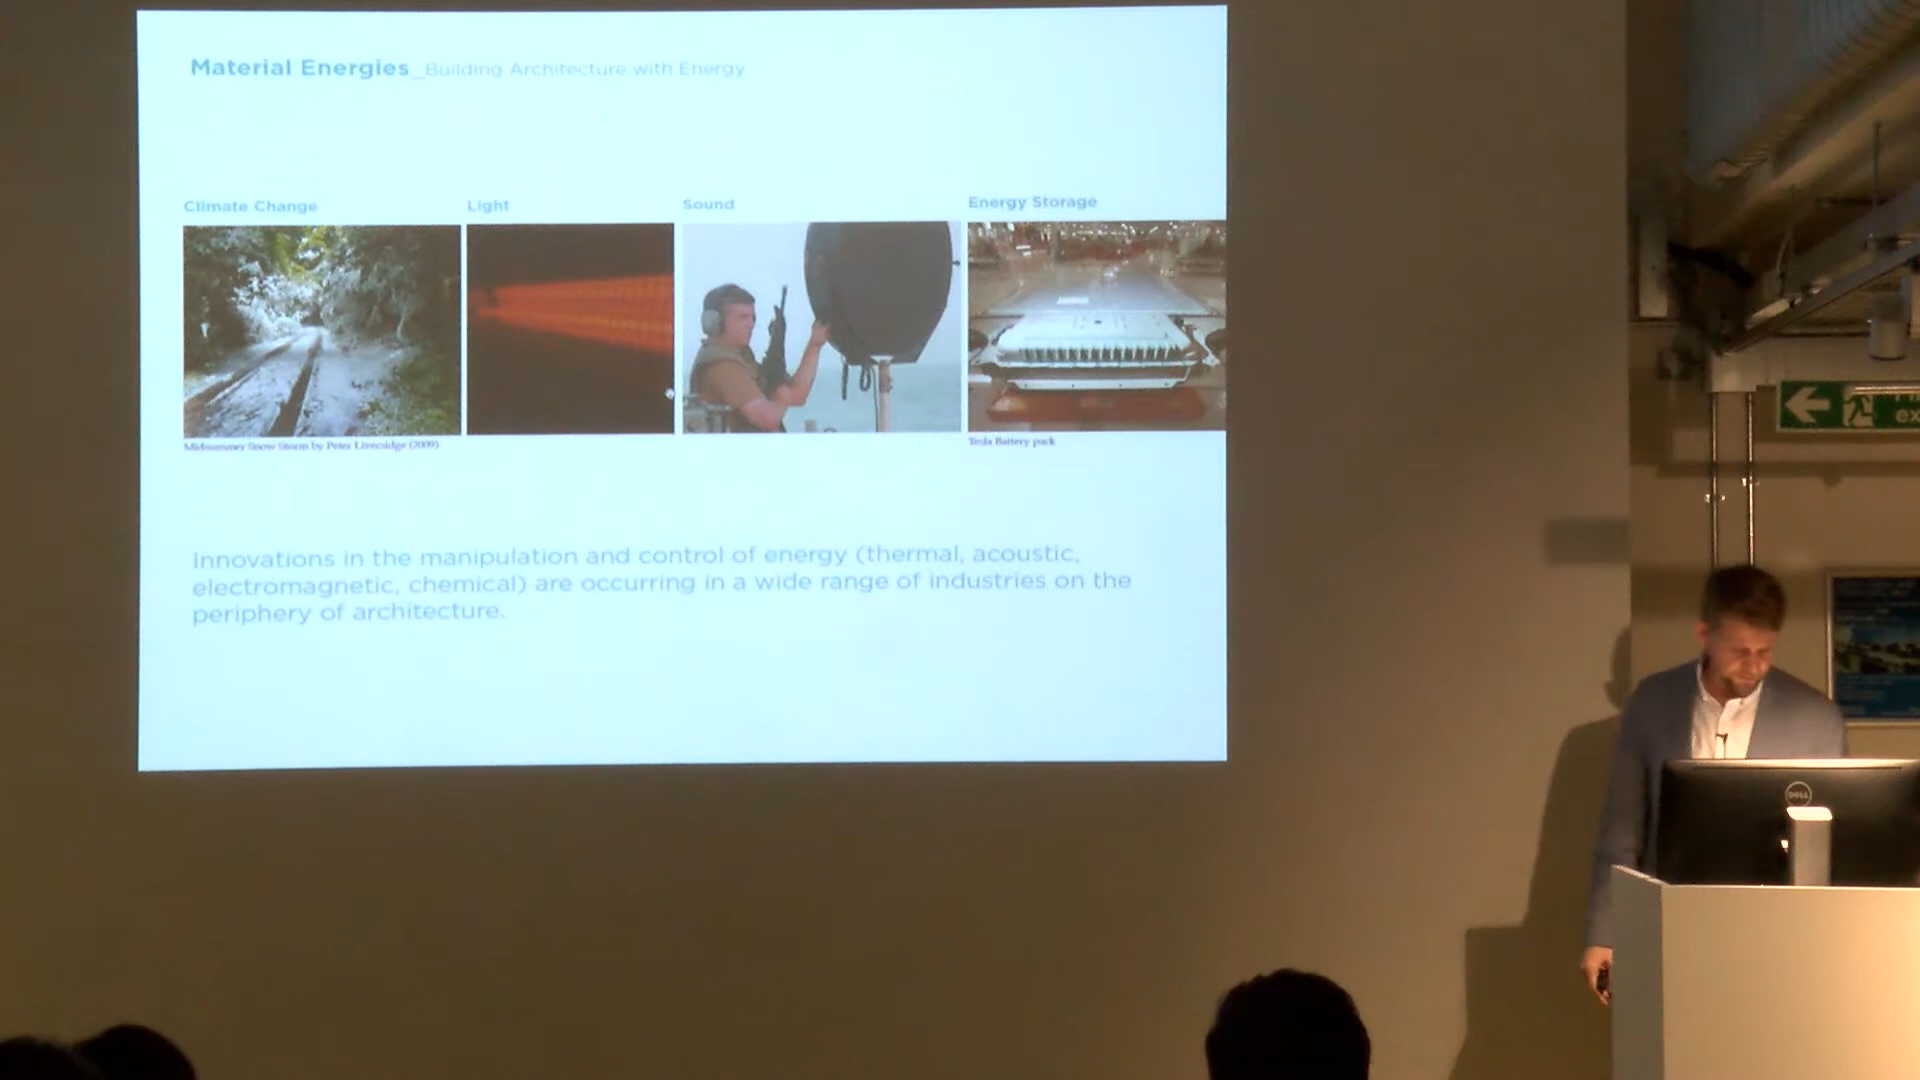 Material Energies_Building Architecture with Energy
Climate Change
Light
Sound
Energy Storage
Midsummer Snow Storm by Peter Liversidge (2009)
Tesla Battery pack
Innovations in the manipulation and control of energy (thermal, acoustic,
electromagnetic, chemical) are occurring in a wide range of industries on the
periphery of architecture.
DELL